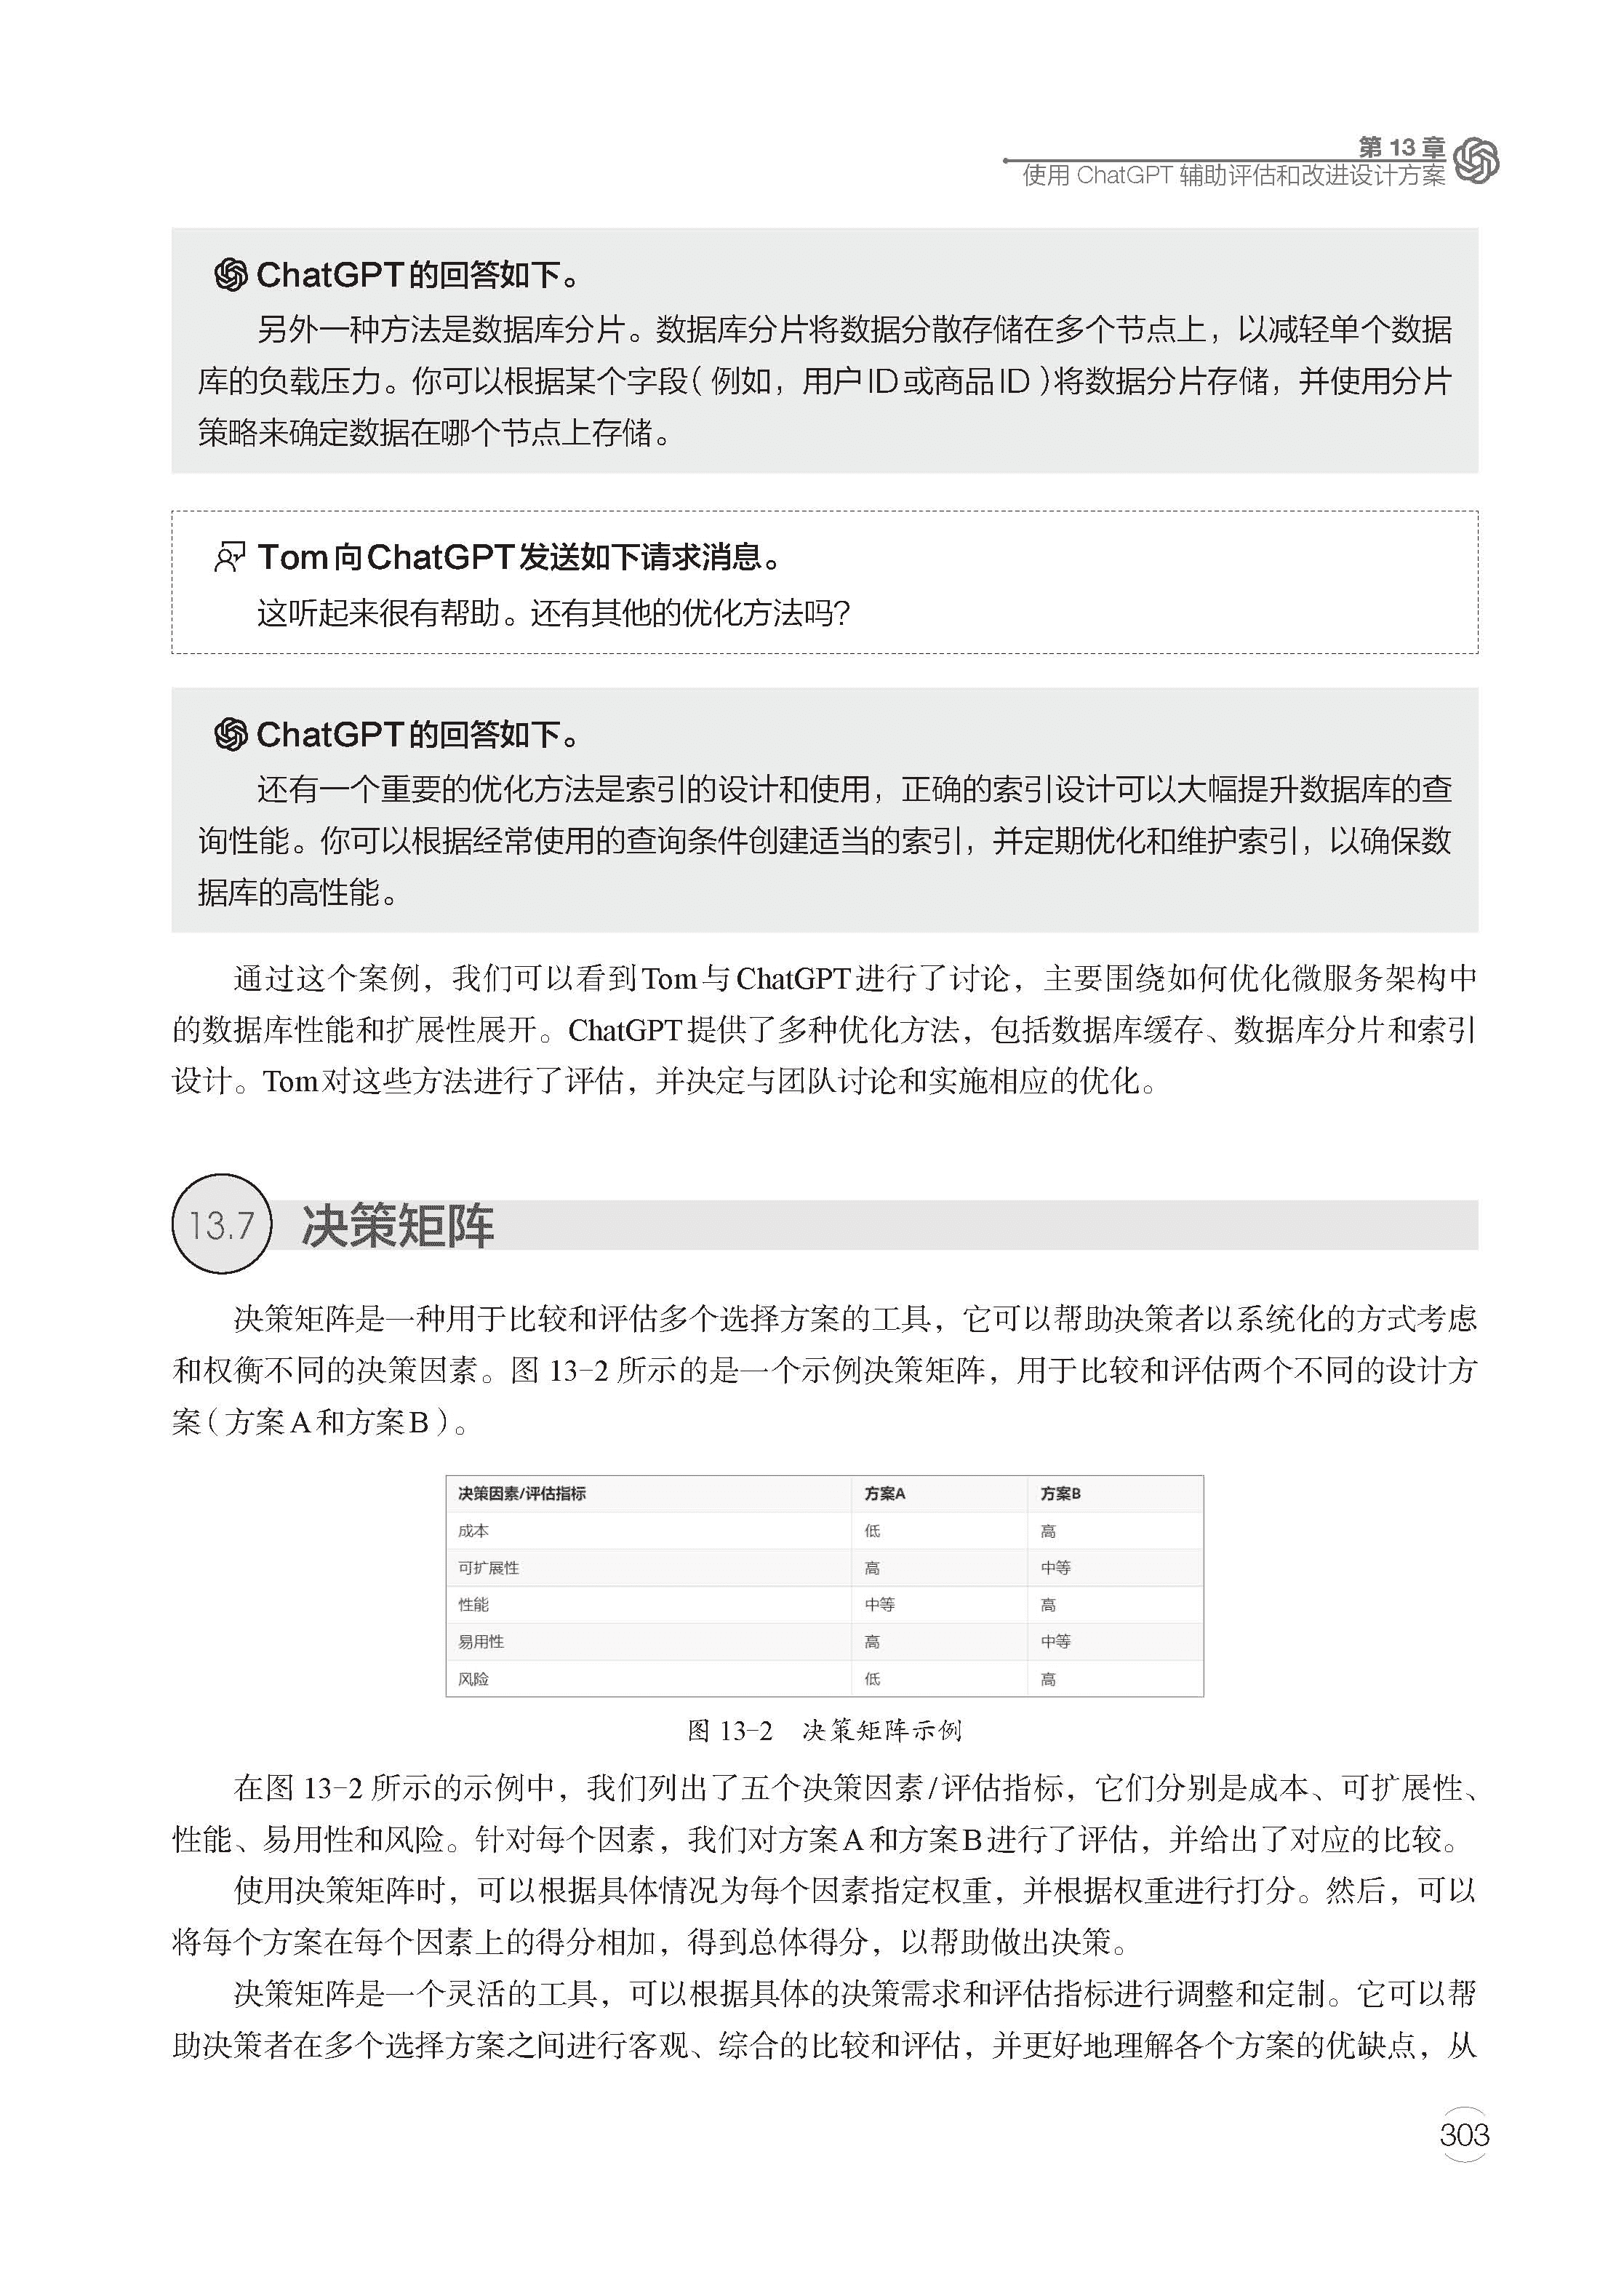 第 13 章
使用 ChatGPT 辅助评估和改进设计方案
ChatGPT的回答如下。
另外一种方法是数据库分片。数据库分片将数据分散存储在多个节点上，以减轻单个数据
库的负载压力。你可以根据某个字段（例如，用户ID或商品ID）将数据分片存储，并使用分片
策略来确定数据在哪个节点上存储。
Tom向ChatGPT发送如下请求消息。
这听起来很有帮助。还有其他的优化方法吗？
ChatGPT的回答如下。
还有一个重要的优化方法是索引的设计和使用，正确的索引设计可以大幅提升数据库的查
询性能。你可以根据经常使用的查询条件创建适当的索引，并定期优化和维护索引，以确保数
据库的高性能。
通过这个案例，我们可以看到Tom与ChatGPT进行了讨论，主要围绕如何优化微服务架构中
的数据库性能和扩展性展开。ChatGPT提供了多种优化方法，包括数据库缓存、数据库分片和索引
设计。Tom对这些方法进行了评估，并决定与团队讨论和实施相应的优化。
13.7 决策矩阵
决策矩阵是一种用于比较和评估多个选择方案的工具，它可以帮助决策者以系统化的方式考虑
和权衡不同的决策因素。图 13-2 所示的是一个示例决策矩阵，用于比较和评估两个不同的设计方
案（方案A和方案B）。
决策因素/评估指标 方案A 方案B
成本 低 高
可扩展性 高 中等
性能 中等 高
易用性 高 中等
风险 低 高
图 13-2 决策矩阵示例
在图 13-2 所示的示例中，我们列出了五个决策因素/评估指标，它们分别是成本、可扩展性、
性能、易用性和风险。针对每个因素，我们对方案A和方案B进行了评估，并给出了对应的比较。
使用决策矩阵时，可以根据具体情况为每个因素指定权重，并根据权重进行打分。然后，可以
将每个方案在每个因素上的得分相加，得到总体得分，以帮助做出决策。
决策矩阵是一个灵活的工具，可以根据具体的决策需求和评估指标进行调整和定制。它可以帮
助决策者在多个选择方案之间进行客观、综合的比较和评估，并更好地理解各个方案的优缺点，从
303